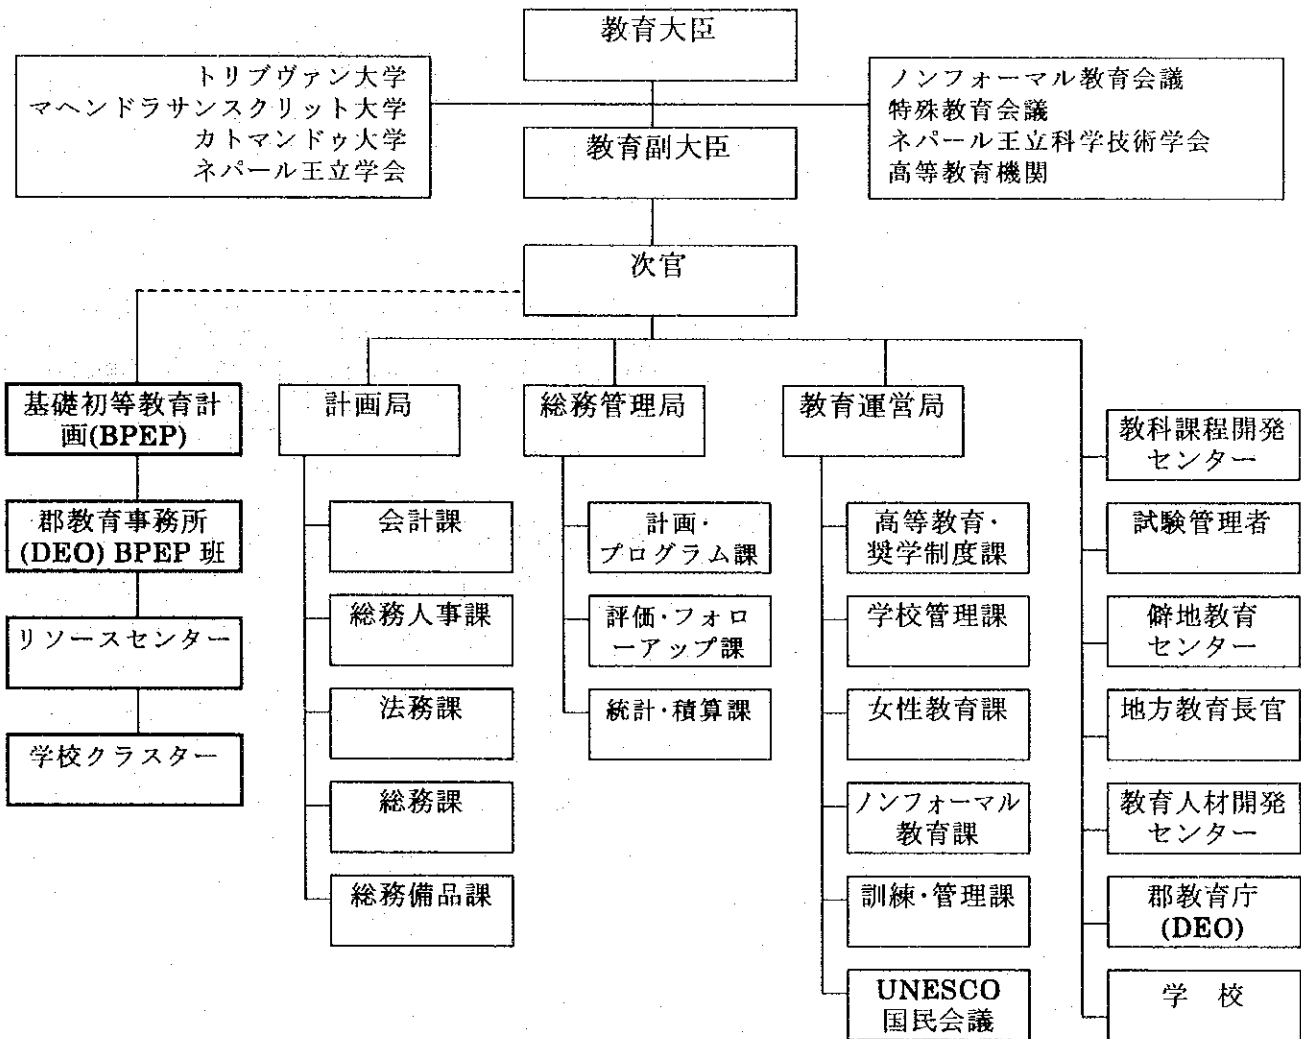 教育大臣
トリブヴァン大学
マヘンドラサンスクリット大学
カトマンドゥ大学
ネパール王立学会
ノンフォーマル教育会議
特殊教育会議
ネパール王立科学技術学会
高等教育機関
教育副大臣
次官
基礎初等教育計
画(BPEP)
郡教育事務所
(DEO) BPEP 班
リソースセンター
学校クラスター
計画局
会計課
総務人事課
法務課
総務課
総務備品課
総務管理局
計画・
プログラム課
評価・フォロ
ーアップ課
統計・積算課
教育運営局
高等教育・
奨学制度課
学校管理課
女性教育課
ノンフォーマル
教育課
訓練・管理課
UNESCO
国民会議
教科課程開発
センター
試験管理者
僻地教育
センター
地方教育長官
教育人材開発
センター
郡教育庁
(DEO)
学 校